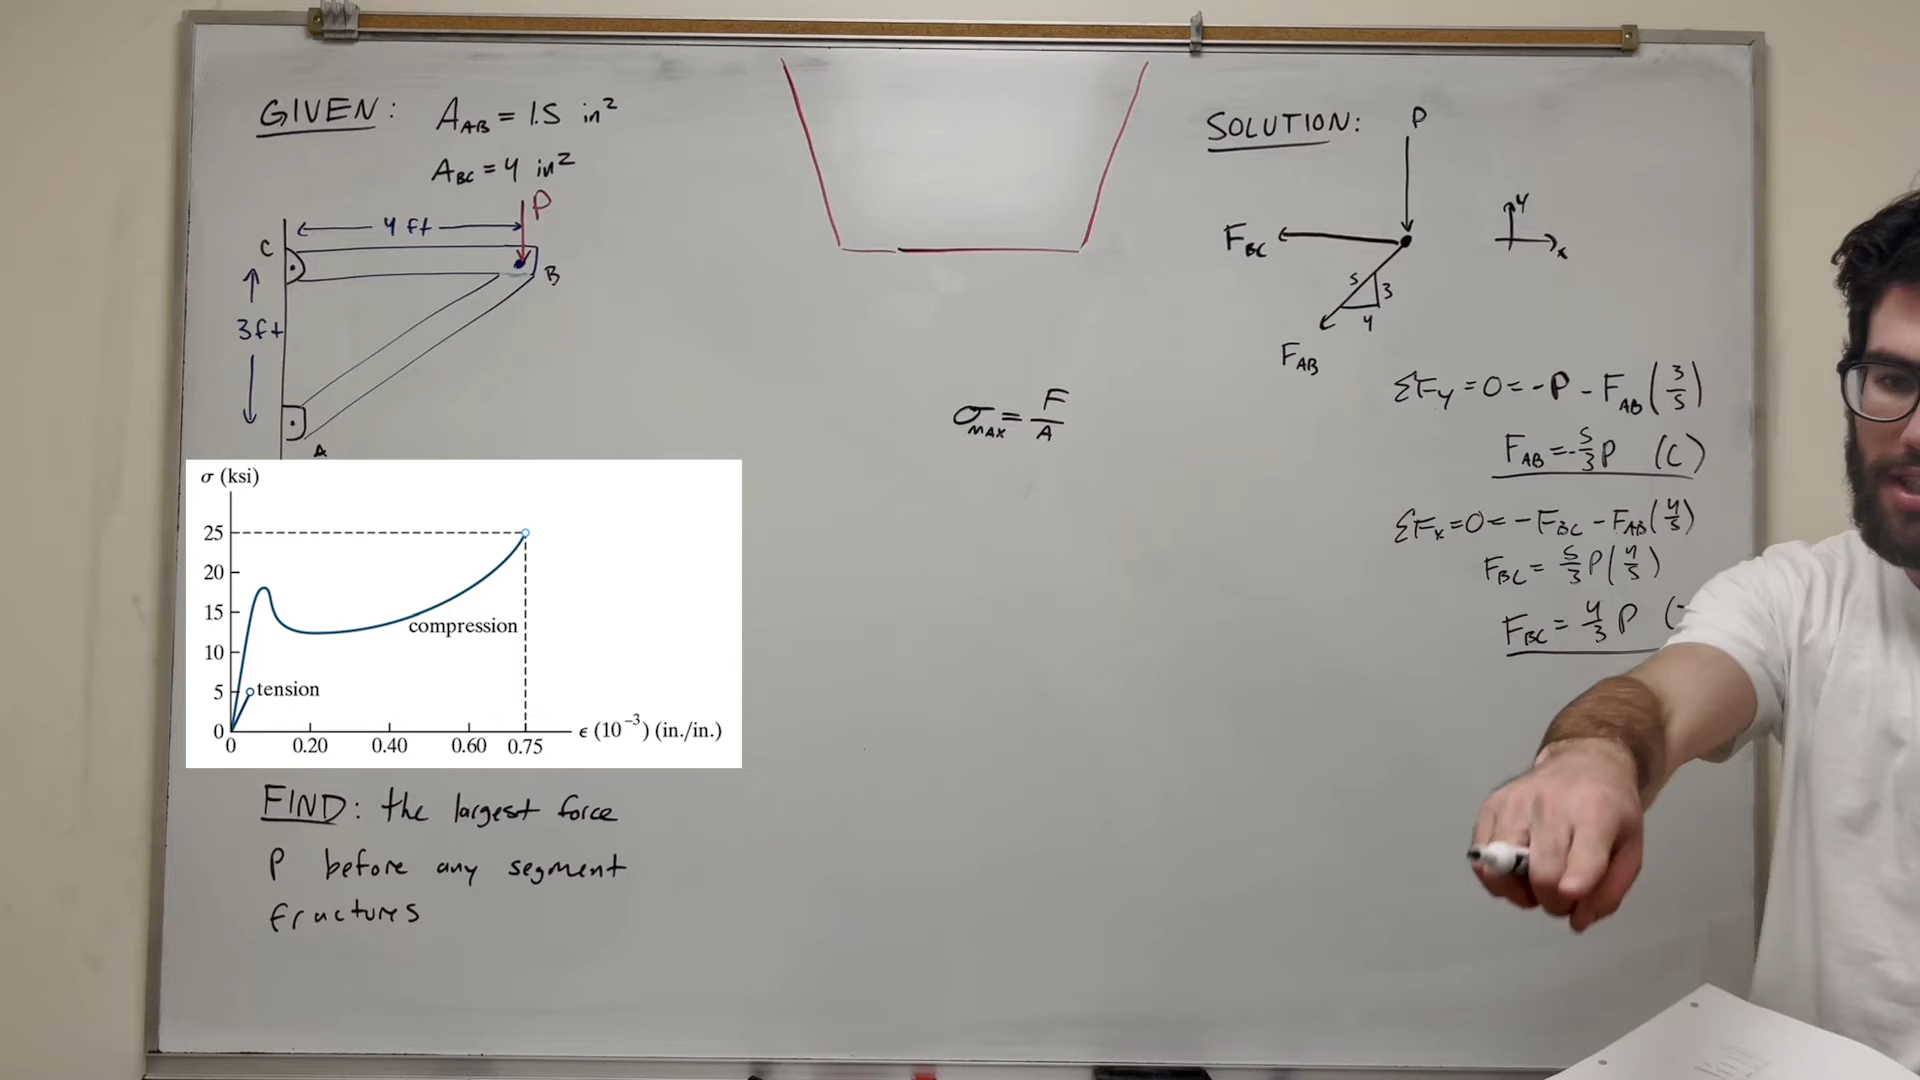 GIVEN: A_AB = 1.5 in²
A_BC = 4 in²
P
4 ft
C
B
3 ft
A
σ (ksi)
25
20
15
10
5
0
compression
tension
0 0.20 0.40 0.60 0.75
ϵ (10⁻³) (in./in.)
FIND: the largest force
P before any segment
fractures
σ_MAX = F/A
SOLUTION:
P
F_BC
y
x
5
3
4
F_AB
ΣF_y = 0 = -P - F_AB (3/5)
F_AB = -5/3 P (C)
ΣF_x = 0 = -F_BC - F_AB (4/5)
F_BC = 5/3 P (4/5)
F_BC = 4/3 P (